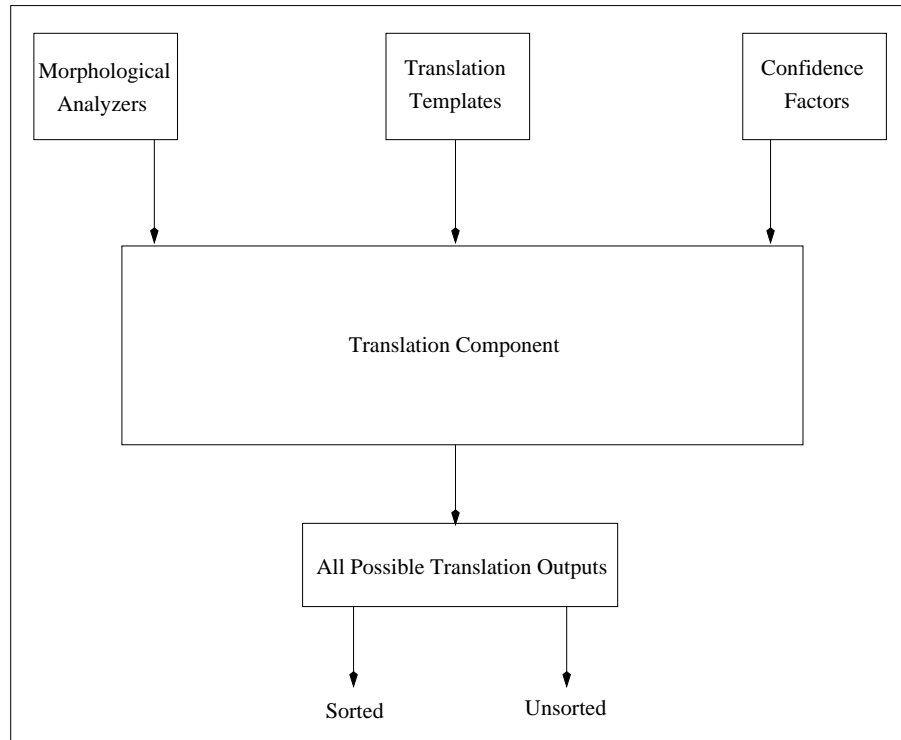 Morphological
Analyzers
Translation
Templates
Confidence
Factors
Translation Component
All Possible Translation Outputs
Sorted
Unsorted